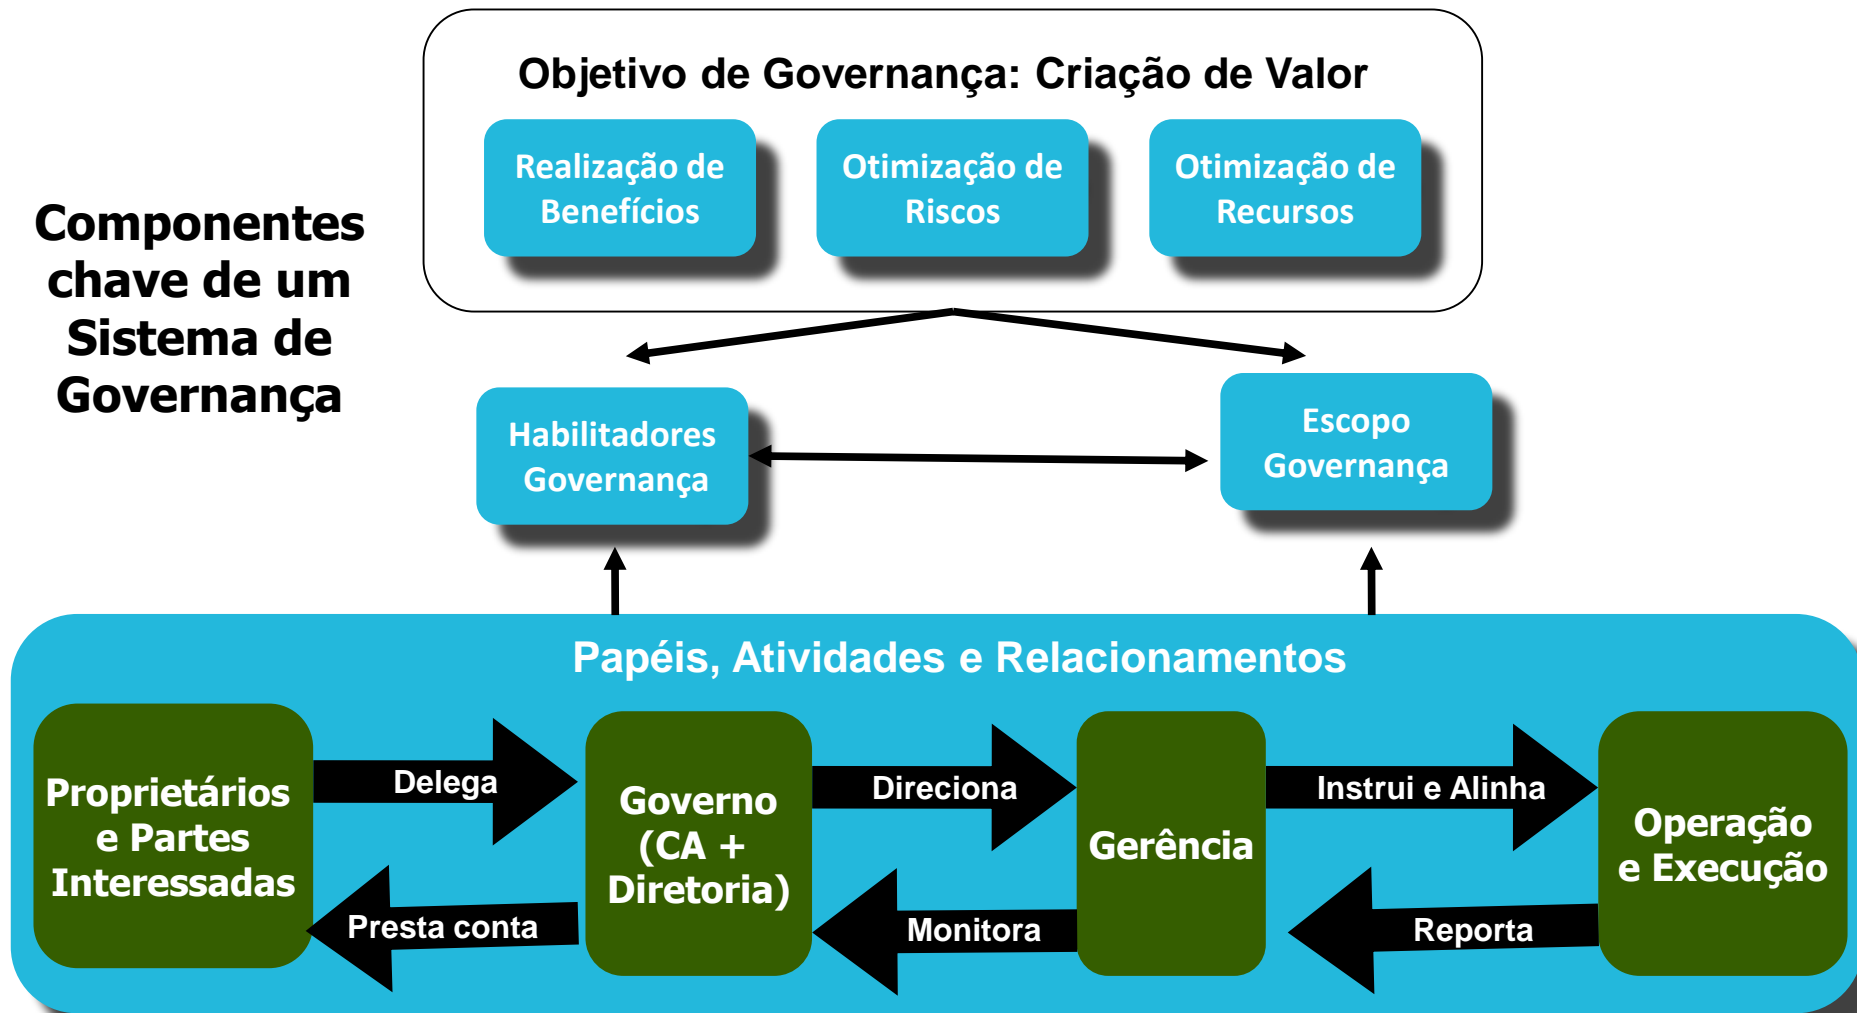 Objetivo de Governança: Criação de Valor
Realização de
Benefícios
Otimização de
Riscos
Otimização de
Recursos
Componentes
chave de um
Sistema de
Governança
Habilitadores
Governança
Escopo
Governança
Papéis, Atividades e Relacionamentos
Proprietários
e Partes
Interessadas
Delega
Presta conta
Governo
(CA +
Diretoria)
Direciona
Monitora
Gerência
Instrui e Alinha
Reporta
Operação
e Execução